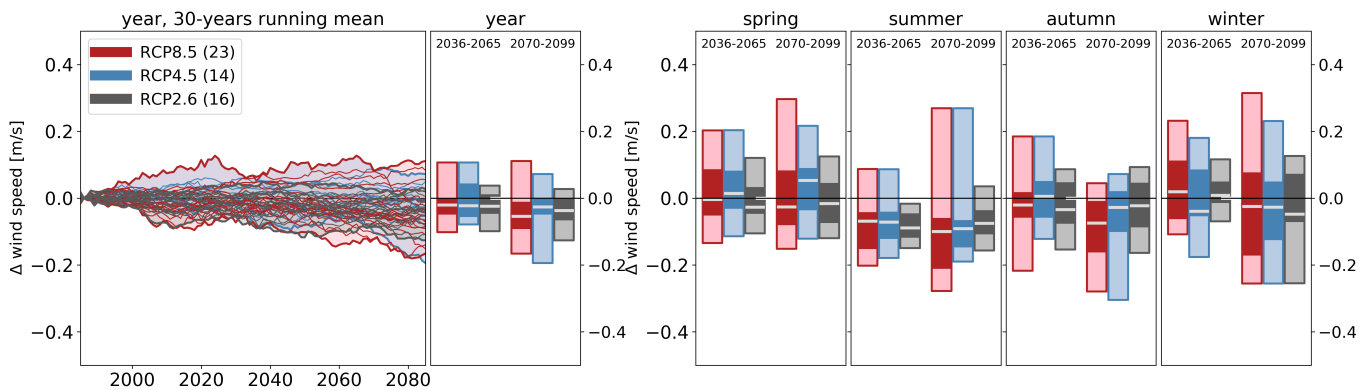 year, 30-years running mean
year
spring
summer
autumn
winter
RCP8.5 (23)
RCP4.5 (14)
RCP2.6 (16)
2036-2065 2070-2099
2036-2065 2070-2099
2036-2065 2070-2099
2036-2065 2070-2099
2036-2065 2070-2099
Δ wind speed [m/s]
0.4
0.2
0.0
−0.2
−0.4
2000 2020 2040 2060 2080
0.4
0.2
0.0
−0.2
−0.4
Δ wind speed [m/s]
0.4
0.2
0.0
−0.2
−0.4
0.4
0.2
0.0
−0.2
−0.4